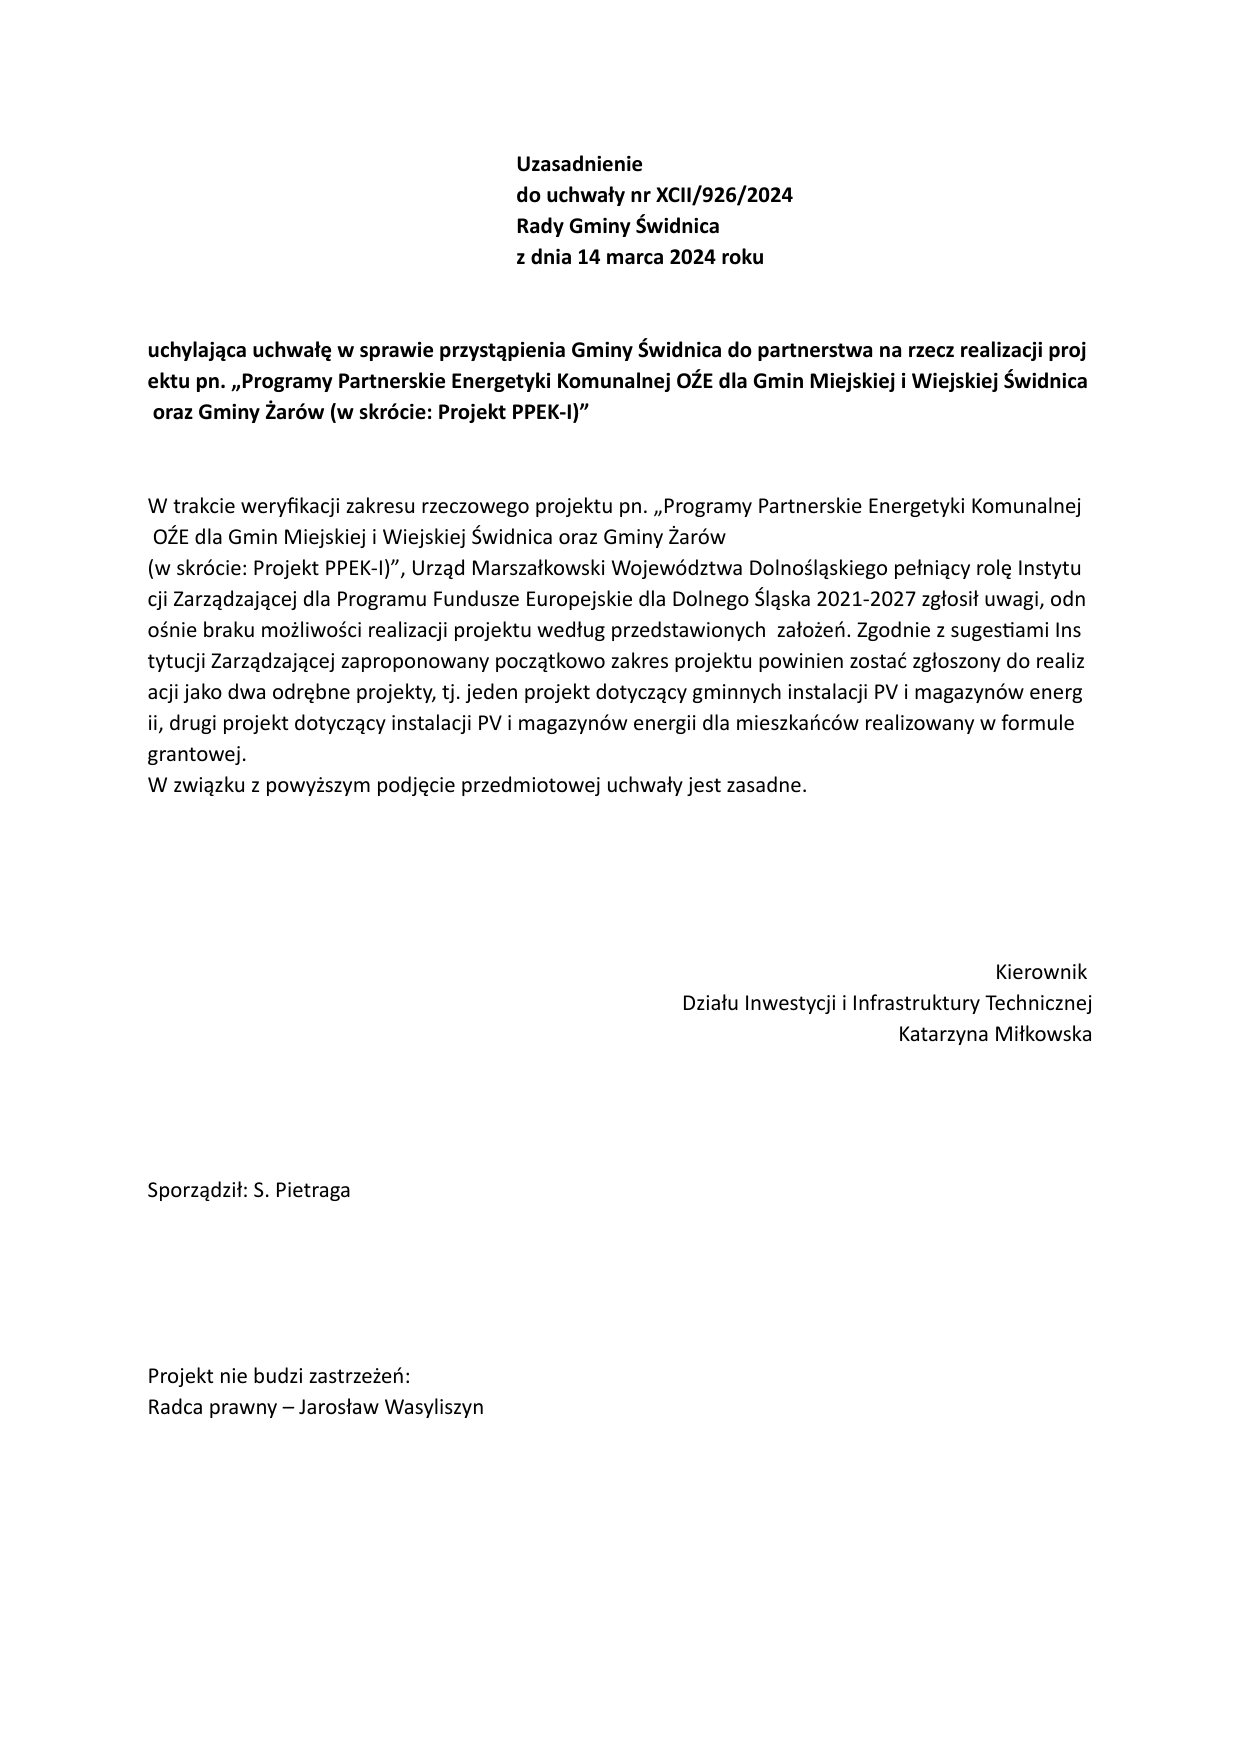 Uzasadnienie
do uchwały nr XCII/926/2024
Rady Gminy Świdnica
z dnia 14 marca 2024 roku
uchylająca uchwałę w sprawie przystąpienia Gminy Świdnica do partnerstwa na rzecz realizacji proj
ektu pn. „Programy Partnerskie Energetyki Komunalnej OŹE dla Gmin Miejskiej i Wiejskiej Świdnica
oraz Gminy Żarów (w skrócie: Projekt PPEK-I)”
W trakcie weryfikacji zakresu rzeczowego projektu pn. „Programy Partnerskie Energetyki Komunalnej
OŹE dla Gmin Miejskiej i Wiejskiej Świdnica oraz Gminy Żarów
(w skrócie: Projekt PPEK-I)”, Urząd Marszałkowski Województwa Dolnośląskiego pełniący rolę Instytu
cji Zarządzającej dla Programu Fundusze Europejskie dla Dolnego Śląska 2021-2027 zgłosił uwagi, odn
ośnie braku możliwości realizacji projektu według przedstawionych  założeń. Zgodnie z sugestiami Ins
tytucji Zarządzającej zaproponowany początkowo zakres projektu powinien zostać zgłoszony do realiz
acji jako dwa odrębne projekty, tj. jeden projekt dotyczący gminnych instalacji PV i magazynów energ
ii, drugi projekt dotyczący instalacji PV i magazynów energii dla mieszkańców realizowany w formule
grantowej.
W związku z powyższym podjęcie przedmiotowej uchwały jest zasadne.
Kierownik
Działu Inwestycji i Infrastruktury Technicznej
Katarzyna Miłkowska
Sporządził: S. Pietraga
Projekt nie budzi zastrzeżeń:
Radca prawny – Jarosław Wasyliszyn